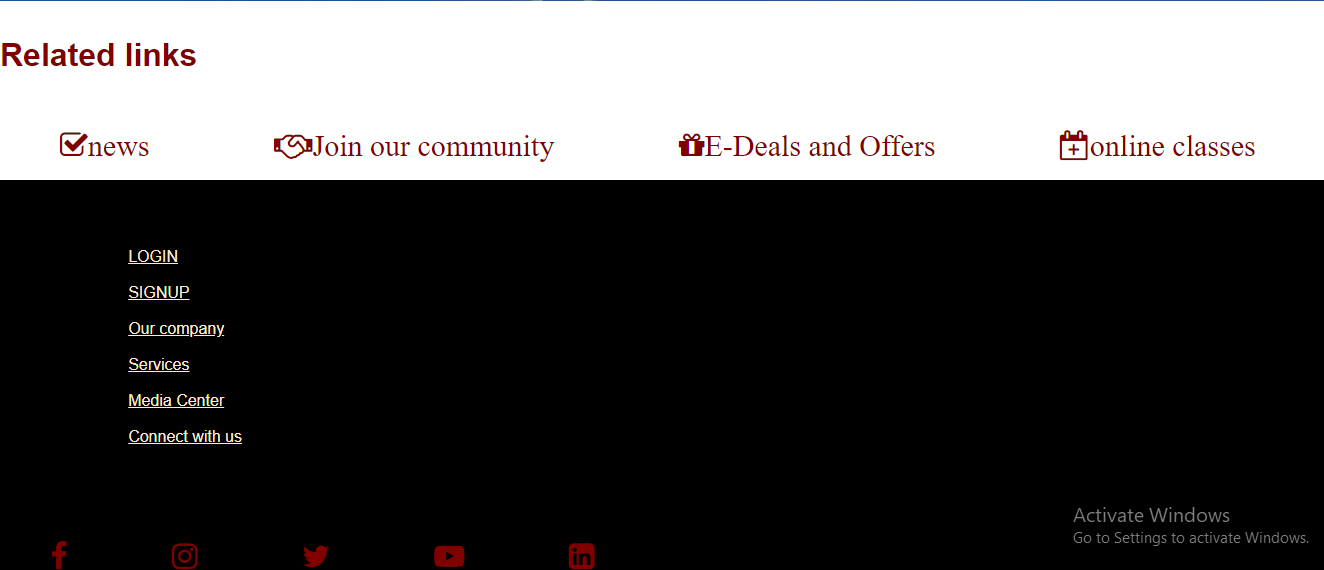 Related links
news Join our community E-Deals and Offers online classes
LOGIN
SIGNUP
Our company
Services
Media Center
Connect with us
Activate Windows
Go to Settings to activate Windows.